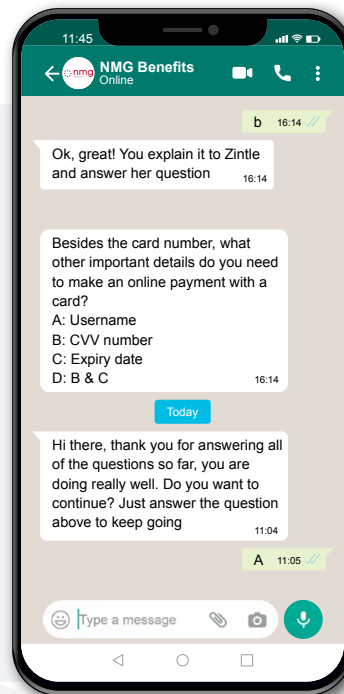 11:45
nmg
NMG Benefits
Online
b 16:14
Ok, great! You explain it to Zintle
and answer her question
16:14
Besides the card number, what
other important details do you need
to make an online payment with a
card?
A: Username
B: CVV number
C: Expiry date
D: B & C
16:14
Today
Hi there, thank you for answering all
of the questions so far, you are
doing really well. Do you want to
continue? Just answer the question
above to keep going
11:04
A 11:05
Type a message